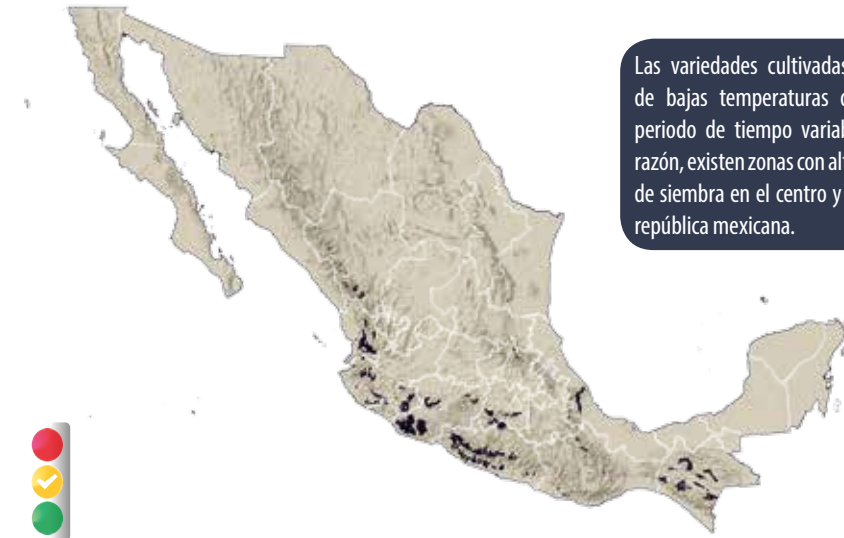 Las variedades cultivadas
de bajas temperaturas
periodo de tiempo
razón, existen zonas con
de siembra en el centro y
república mexicana.